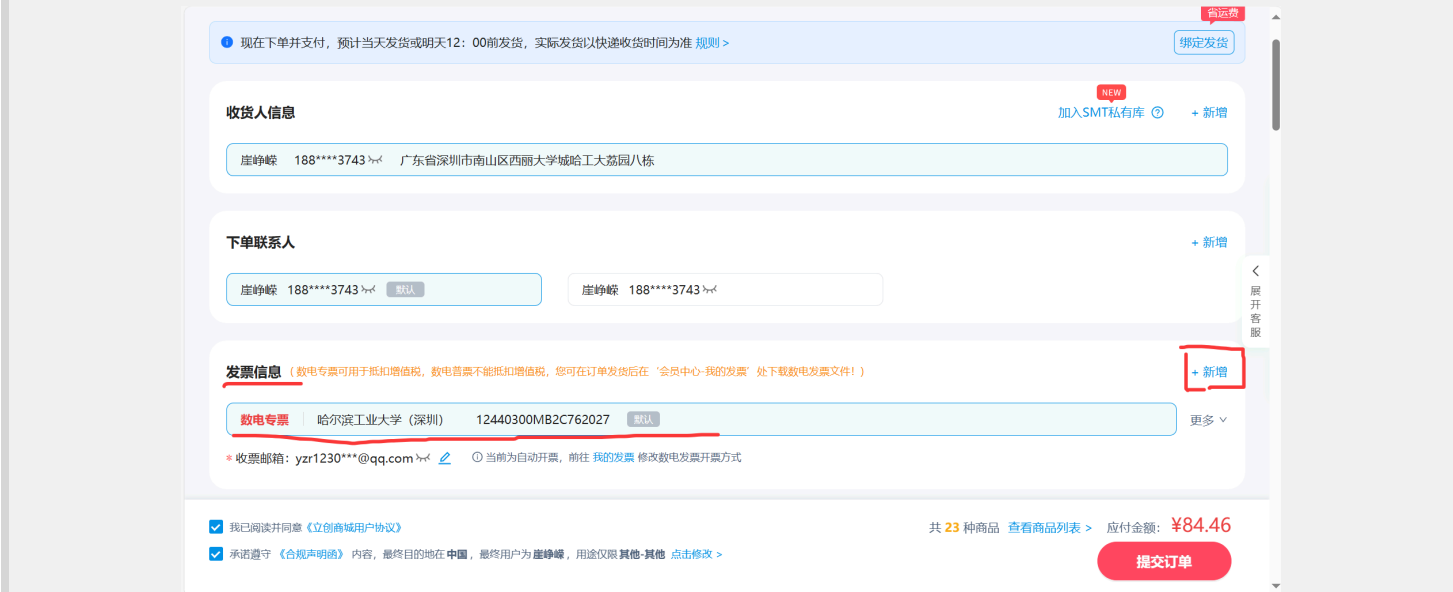 省运费
现在下单并支付，预计当天发货或明天12：00前发货，实际发货以快递收货时间为准 规则 >
绑定发货
NEW
收货人信息 加入SMT私有库 + 新增
崖峥嵘 188****3743 广东省深圳市南山区西丽大学城哈工大荔园八栋
下单联系人 + 新增
崖峥嵘 188****3743 默认 崖峥嵘 188****3743
展开客服
发票信息（数电专票可用于抵扣增值税，数电普票不能抵扣增值税，您可在订单发货后在‘会员中心-我的发票’处下载数电发票文件！） + 新增
数电专票 哈尔滨工业大学（深圳） 12440300MB2C762027 默认 更多
* 收票邮箱：yzr1230***@qq.com 当前为自动开票，前往 我的发票 修改数电发票开票方式
我已阅读并同意《立创商城用户协议》 共 23 种商品 查看商品列表 > 应付金额：¥84.46
承诺遵守《合规声明函》内容，最终目的地在 中国，最终用户为 崖峥嵘，用途仅限 其他-其他 点击修改 >
提交订单